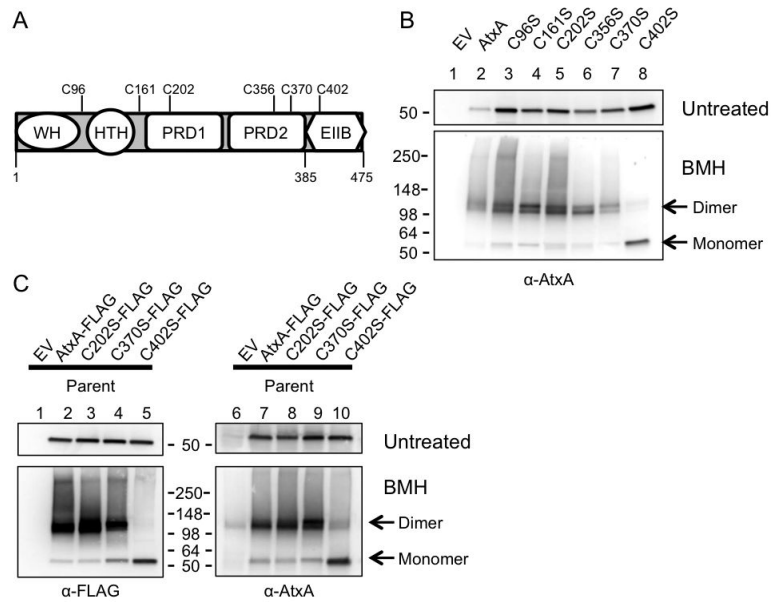 A
C96 C161 C202 C356 C370 C402
WH HTH PRD1 PRD2 EIIB
1 385 475
B
EV AtxA C96S C161S C202S C356S C370S C402S
1 2 3 4 5 6 7 8
50 - Untreated
BMH
250 -
148 -
98 - Dimer
64 -
50 - Monomer
α-AtxA
C
EV AtxA-FLAG C202S-FLAG C370S-FLAG C402S-FLAG EV AtxA-FLAG C202S-FLAG C370S-FLAG C402S-FLAG
Parent Parent
1 2 3 4 5 6 7 8 9 10
- 50 - Untreated
BMH
-250-
-148-
- 98 - Dimer
- 64 -
- 50 - Monomer
α-FLAG α-AtxA